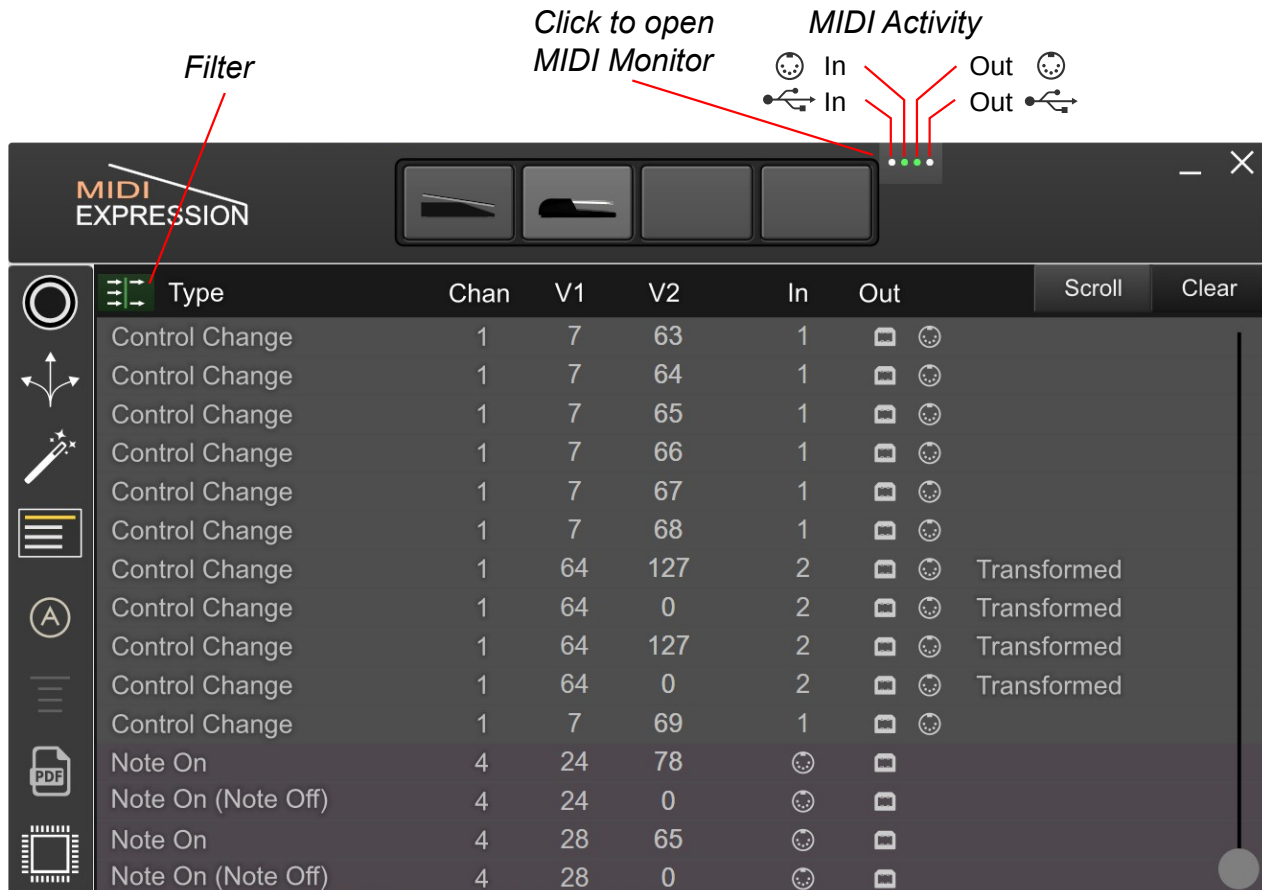 Click to open
MIDI Monitor
MIDI Activity
Filter
In Out
In Out
MIDI
EXPRESSION
Type Chan V1 V2 In Out Scroll Clear
Control Change 1 7 63 1
Control Change 1 7 64 1
Control Change 1 7 65 1
Control Change 1 7 66 1
Control Change 1 7 67 1
Control Change 1 7 68 1
Control Change 1 64 127 2 Transformed
Control Change 1 64 0 2 Transformed
Control Change 1 64 127 2 Transformed
Control Change 1 64 0 2 Transformed
Control Change 1 7 69 1
Note On 4 24 78
Note On (Note Off) 4 24 0
Note On 4 28 65
Note On (Note Off) 4 28 0
A
PDF